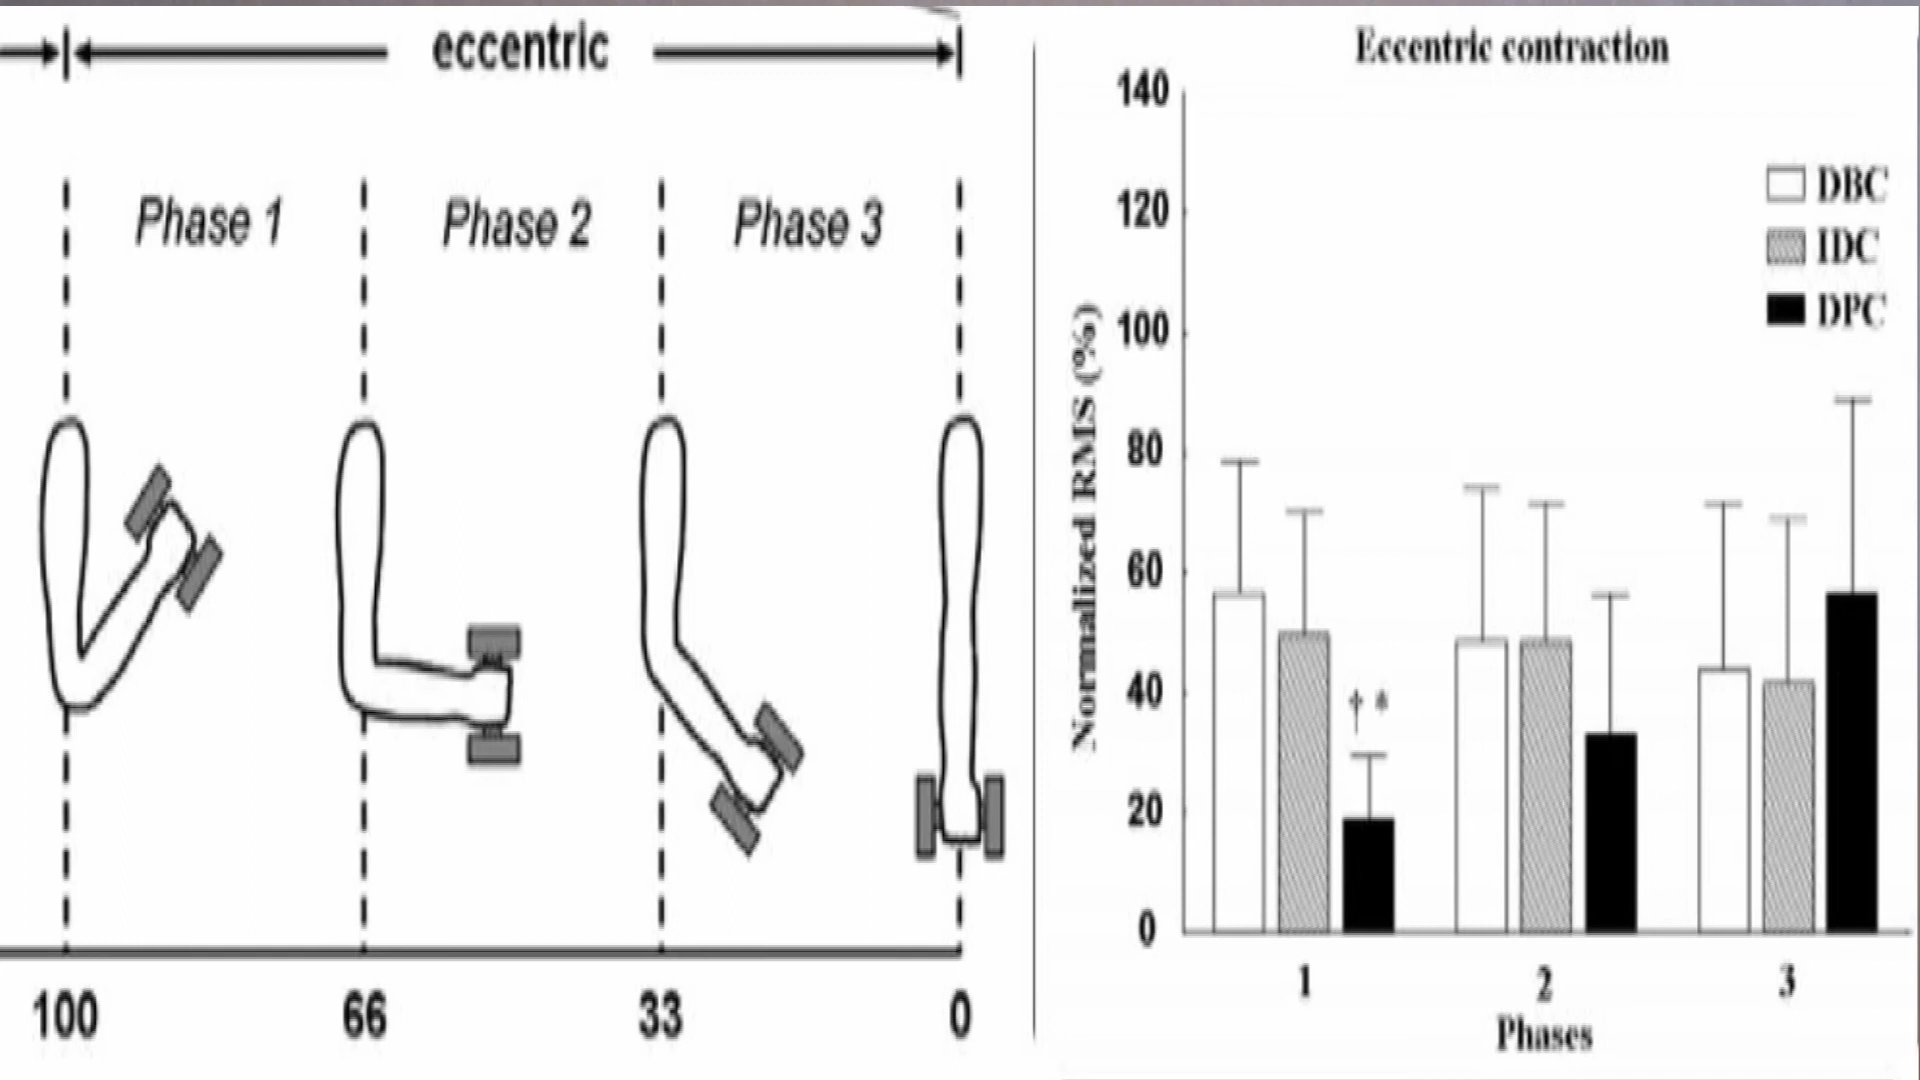 eccentric
Phase 1
Phase 2
Phase 3
100
66
33
0
Eccentric contraction
140
120
100
80
60
40
20
0
Normalized RMS (%)
DBC
IDC
DPC
† *
1
2
3
Phases